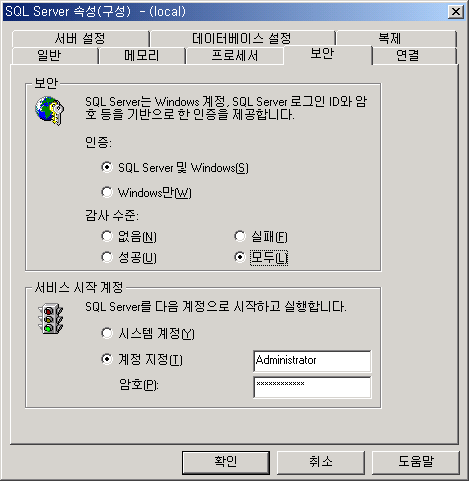 SQL Server 속성(구성) - (local)
서버 설정 데이터베이스 설정 복제
일반 메모리 프로세서 보안 연결
보안
SQL Server는 Windows 계정, SQL Server 로그인 ID와 암
호 등을 기반으로 한 인증을 제공합니다.
인증:
SQL Server 및 Windows(S)
Windows만(W)
감사 수준:
없음(N) 실패(F)
성공(U) 모두(L)
서비스 시작 계정
SQL Server를 다음 계정으로 시작하고 실행합니다.
시스템 계정(Y)
계정 지정(T) Administrator
암호(P): ************
확인 취소 도움말